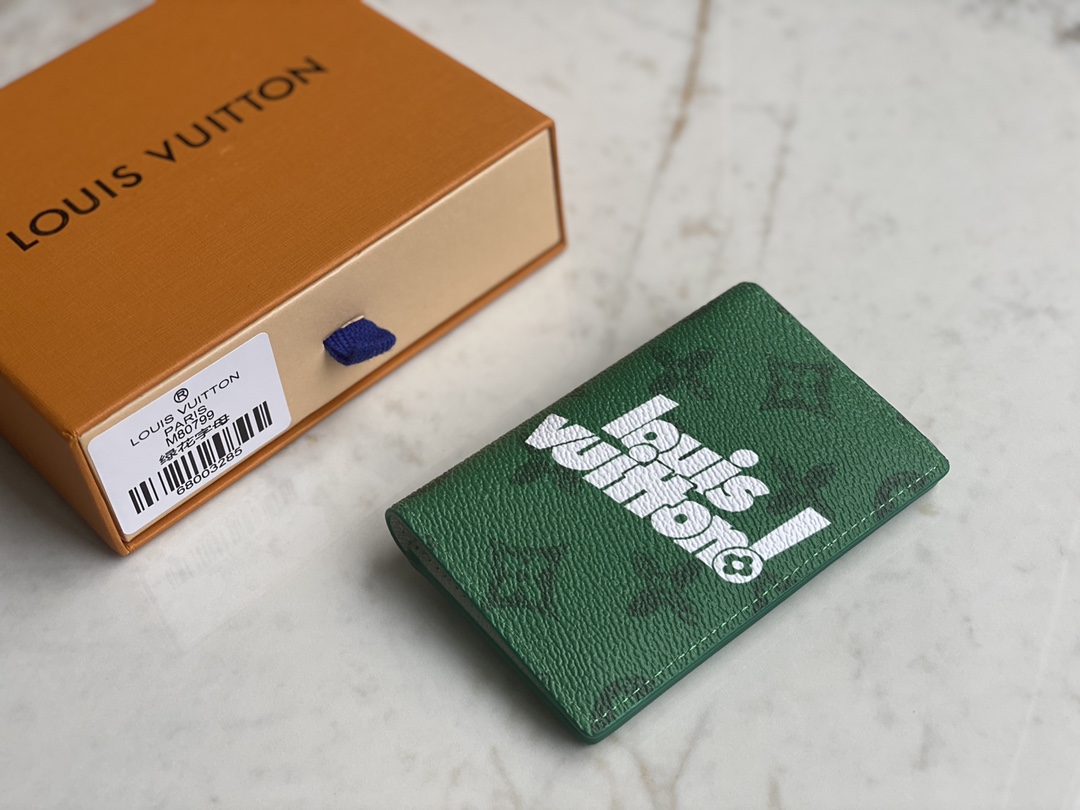 LOUIS VUITTON
®
LOUIS VUITTON
PARIS
M80799
绿花字母
68003285
louis
vuitton!